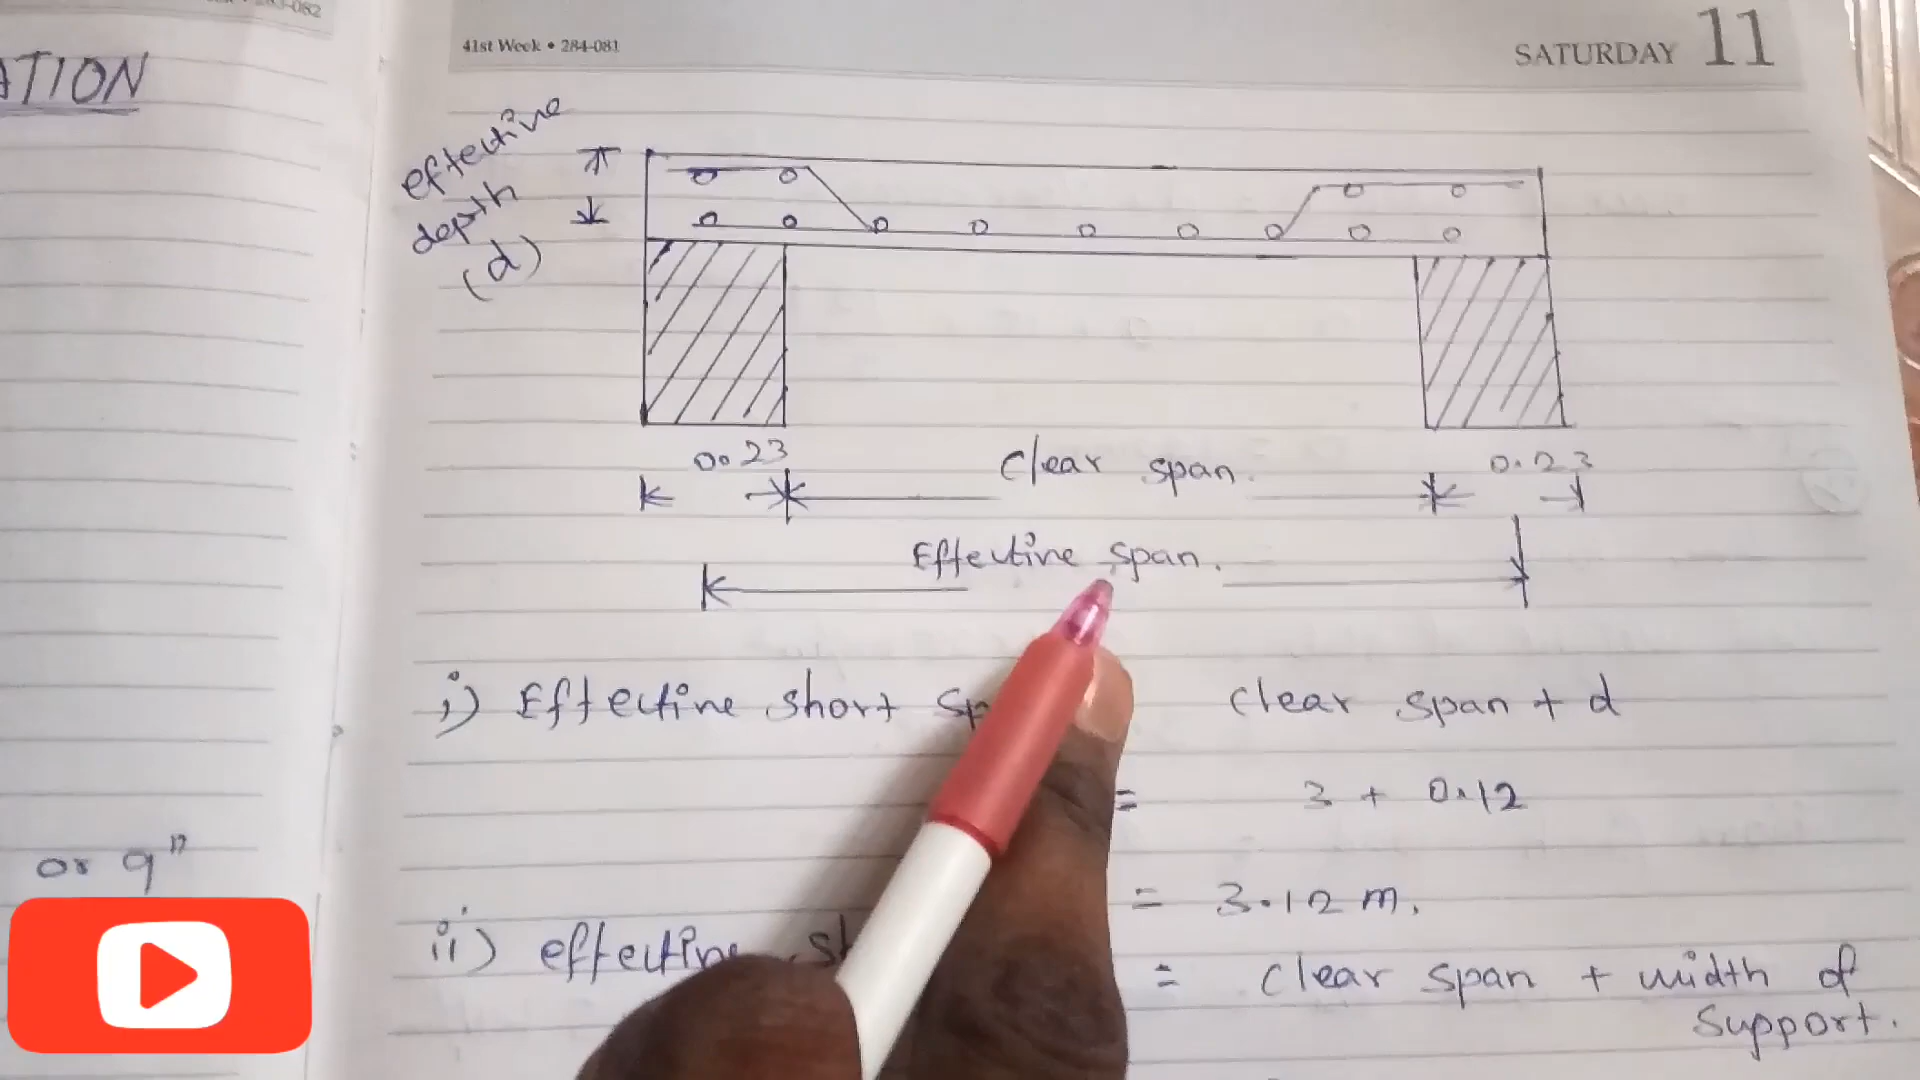 ATION
41st Week • 284-081
SATURDAY 11
effective
depth
(d)
0.23
Clear span.
0.23
Effective span.
i) Effective short
clear span + d
= 3 + 0.12
= 3.12 m.
ii) effective
= clear span + width of
support.
or 9"